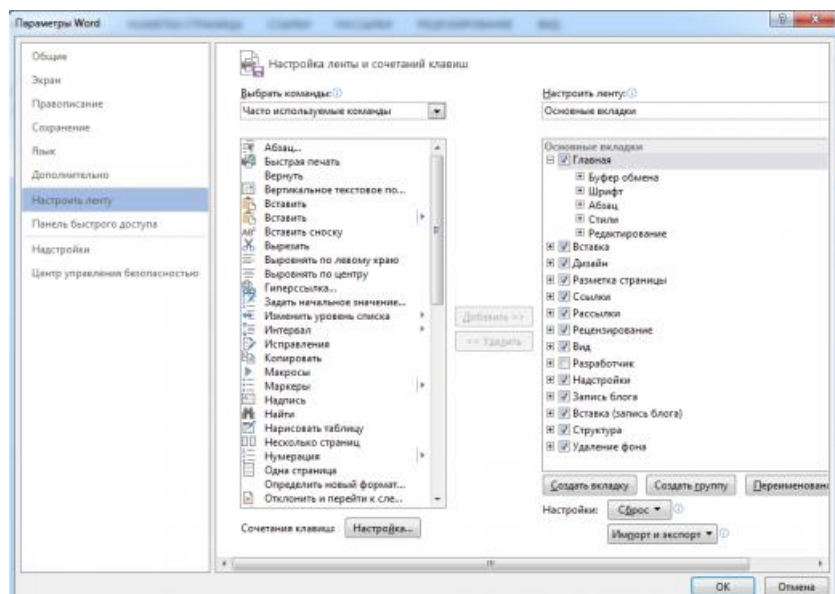 Параметры Word
Общие
Экран
Правописание
Сохранение
Язык
Дополнительно
Настроить ленту
Панель быстрого доступа
Надстройки
Центр управления безопасностью
Настройка ленты и сочетаний клавиш
Выбрать команды:
Часто используемые команды
Абзац...
Быстрая печать
Вернуть
Вертикальное текстовое по...
Вставить
Вставить
Вставить сноску
Вырезать
Выровнять по левому краю
Выровнять по центру
Гиперссылка...
Задать начальное значение...
Изменить уровень списка
Интервал
Исправления
Копировать
Макросы
Маркеры
Надпись
Найти
Нарисовать таблицу
Несколько страниц
Нумерация
Одна страница
Определить новый формат...
Отклонить и перейти к сле...
Сочетания клавиш: Настройка...
Добавить >>
<< Удалить
Настроить ленту:
Основные вкладки
Основные вкладки
Главная
Буфер обмена
Шрифт
Абзац
Стили
Редактирование
Вставка
Дизайн
Разметка страницы
Ссылки
Рассылки
Рецензирование
Вид
Разработчик
Надстройки
Запись блога
Вставка (запись блога)
Структура
Удаление фона
Создать вкладку Создать группу Переименован
Настройки: Сброс
Импорт и экспорт
ОК Отмена